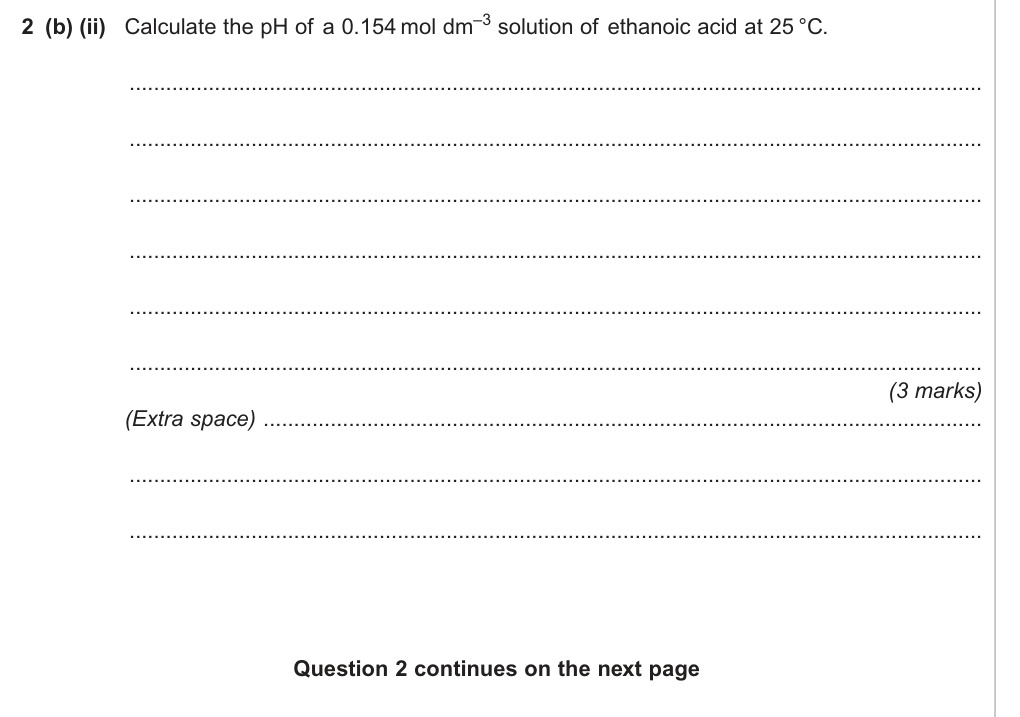 2 (b) (ii) Calculate the pH of a 0.154 mol dm⁻³ solution of ethanoic acid at 25 °C.
(3 marks)
(Extra space)
Question 2 continues on the next page